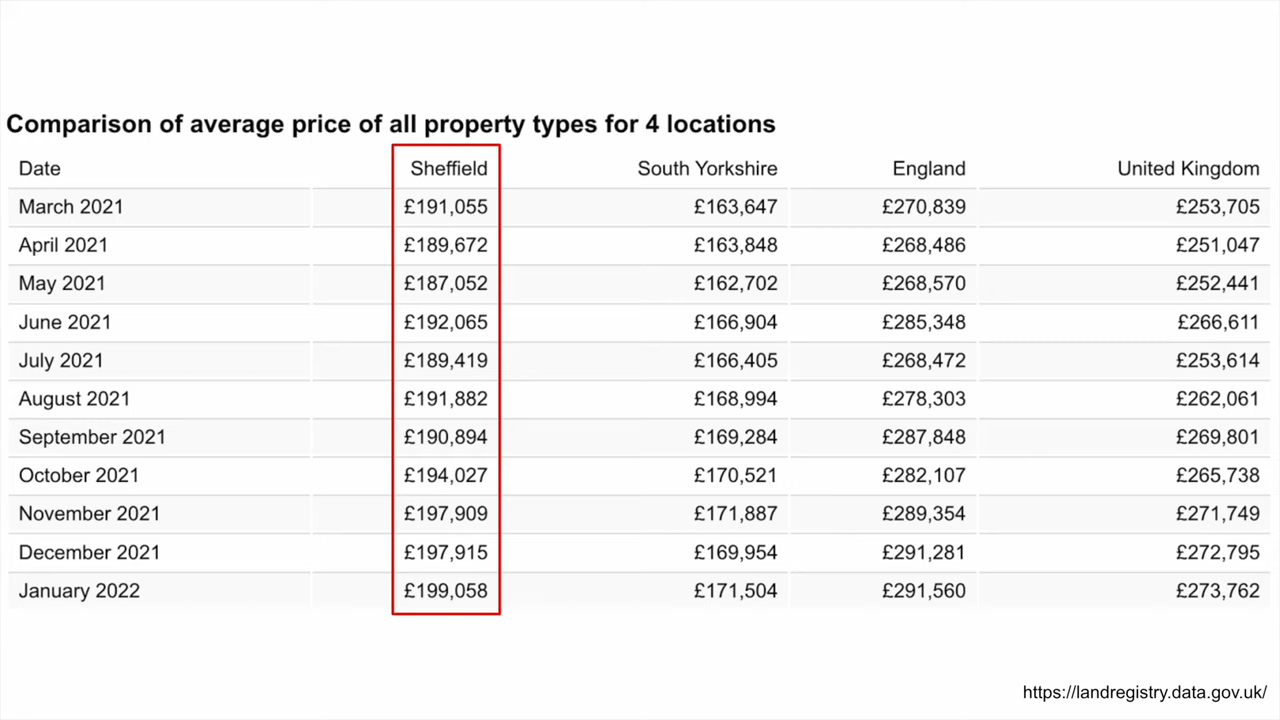 Comparison of average price of all property types for 4 locations
Date Sheffield South Yorkshire England United Kingdom
March 2021 £191,055 £163,647 £270,839 £253,705
April 2021 £189,672 £163,848 £268,486 £251,047
May 2021 £187,052 £162,702 £268,570 £252,441
June 2021 £192,065 £166,904 £285,348 £266,611
July 2021 £189,419 £166,405 £268,472 £253,614
August 2021 £191,882 £168,994 £278,303 £262,061
September 2021 £190,894 £169,284 £287,848 £269,801
October 2021 £194,027 £170,521 £282,107 £265,738
November 2021 £197,909 £171,887 £289,354 £271,749
December 2021 £197,915 £169,954 £291,281 £272,795
January 2022 £199,058 £171,504 £291,560 £273,762
https://landregistry.data.gov.uk/